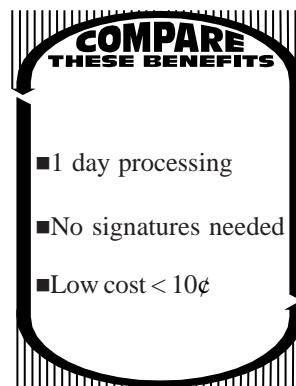 COMPARE
THESE BENEFITS
■1 day processing
■No signatures needed
■Low cost < 10¢